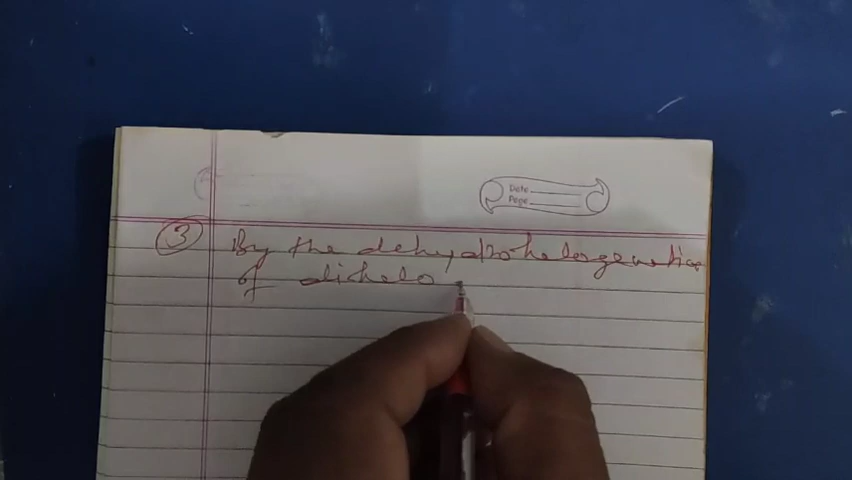 Date
Page
3 By the dehydrohalogenation
of dihalo